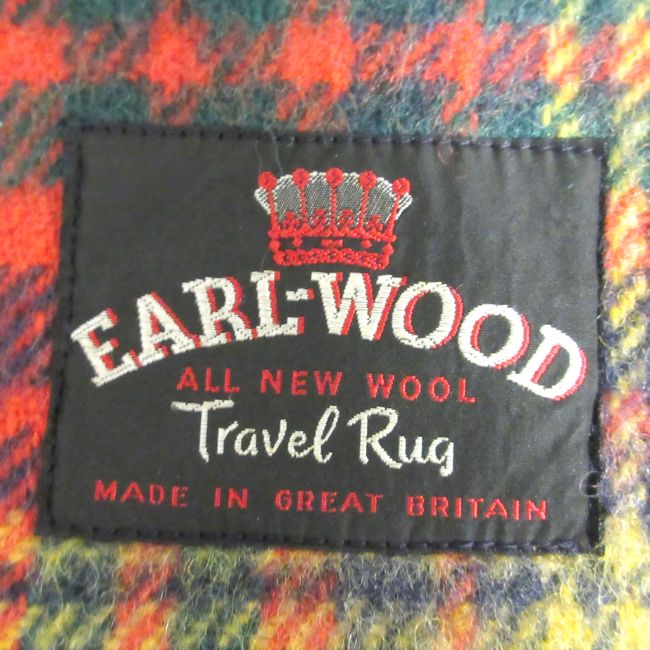 EARL-WOOD
ALL NEW WOOL
Travel Rug
MADE IN GREAT BRITAIN